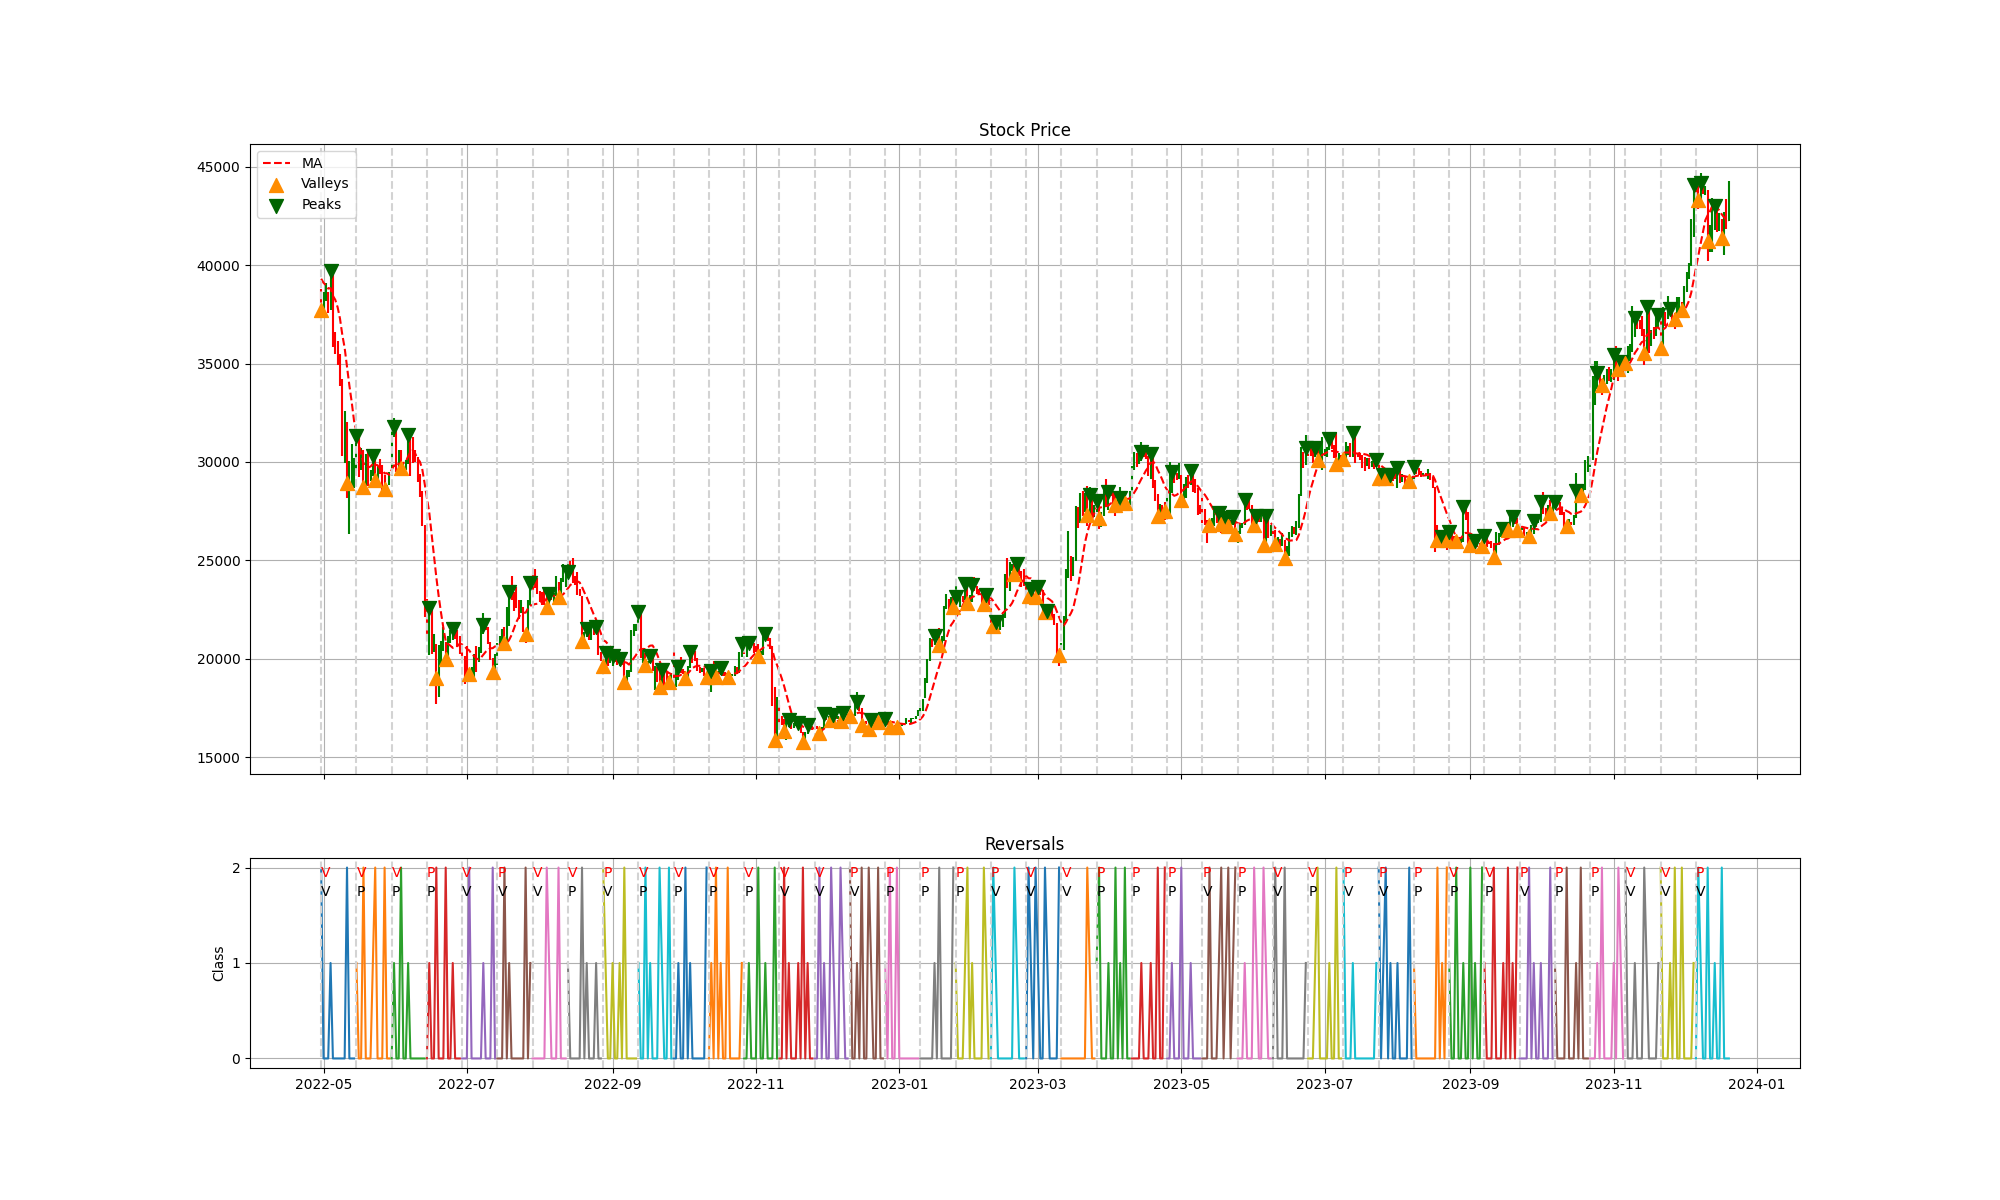 Stock Price
MA
Valleys
Peaks
45000
40000
35000
30000
25000
20000
15000
Reversals
V V V P V P V V P V V V V V V P P P P P V V P P P P P V V P P P V V P P P V V P
V P P P V V V P V P P P P V V V P P P V V V P P P V P V P V V P P P V P P V V V
Class
2
1
0
2022-05 2022-07 2022-09 2022-11 2023-01 2023-03 2023-05 2023-07 2023-09 2023-11 2024-01